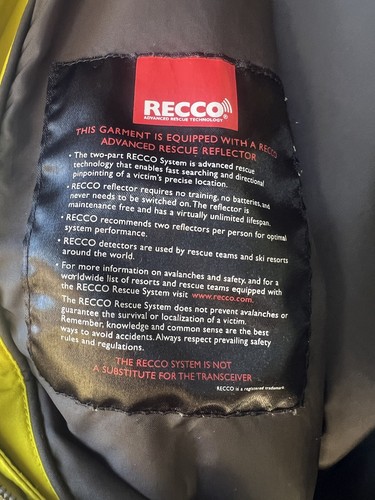 RECCO®
ADVANCED RESCUE TECHNOLOGY
THIS GARMENT IS EQUIPPED WITH A RECCO
ADVANCED RESCUE REFLECTOR
• The two-part RECCO System is advanced rescue
technology that enables fast searching and directional
pinpointing of a victim's precise location.
• RECCO reflector requires no training, no batteries, and
never needs to be switched on. The reflector is
maintenance free and has a virtually unlimited lifespan.
• RECCO recommends two reflectors per person for optimal
system performance.
• RECCO detectors are used by rescue teams and ski resorts
around the world.
• For more information on avalanches and safety, and for a
worldwide list of resorts and rescue teams equipped with
the RECCO Rescue System visit www.recco.com.
The RECCO Rescue System does not prevent avalanches or
guarantee the survival or localization of a victim.
Remember, knowledge and common sense are the best
ways to avoid accidents. Always respect prevailing safety
rules and regulations.
THE RECCO SYSTEM IS NOT
A SUBSTITUTE FOR THE TRANSCEIVER
RECCO is a registered trademark